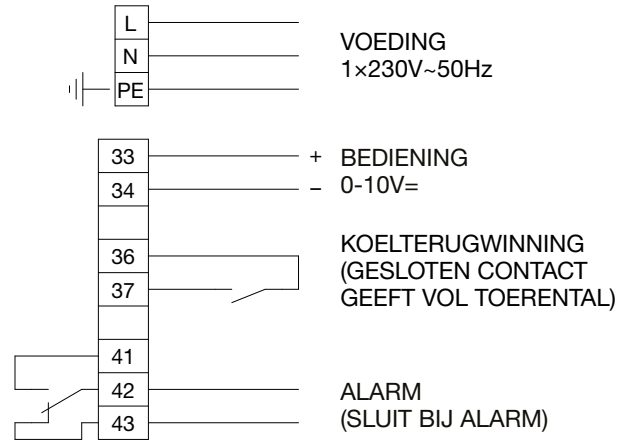 L
N
PE
VOEDING
1×230V~50Hz
33
+
BEDIENING
34
–
0-10V=
36
37
KOELTERUGWINNING
(GESLOTEN CONTACT
GEEFT VOL TOERENTAL)
41
42
43
ALARM
(SLUIT BIJ ALARM)